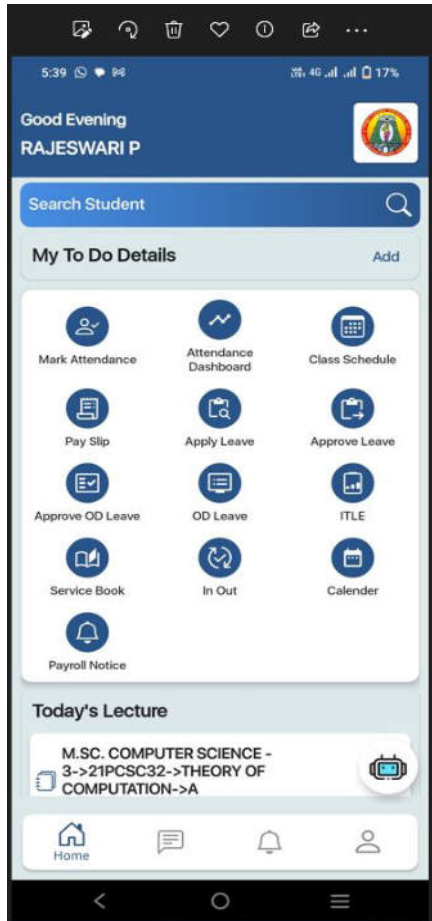 5:39
4G 17%
Good Evening
RAJESWARI P
Search Student
My To Do Details Add
Mark Attendance
Attendance
Dashboard
Class Schedule
Pay Slip
Apply Leave
Approve Leave
Approve OD Leave
OD Leave
ITLE
Service Book
In Out
Calender
Payroll Notice
Today's Lecture
M.SC. COMPUTER SCIENCE -
3->21PCSC32->THEORY OF
COMPUTATION->A
Home